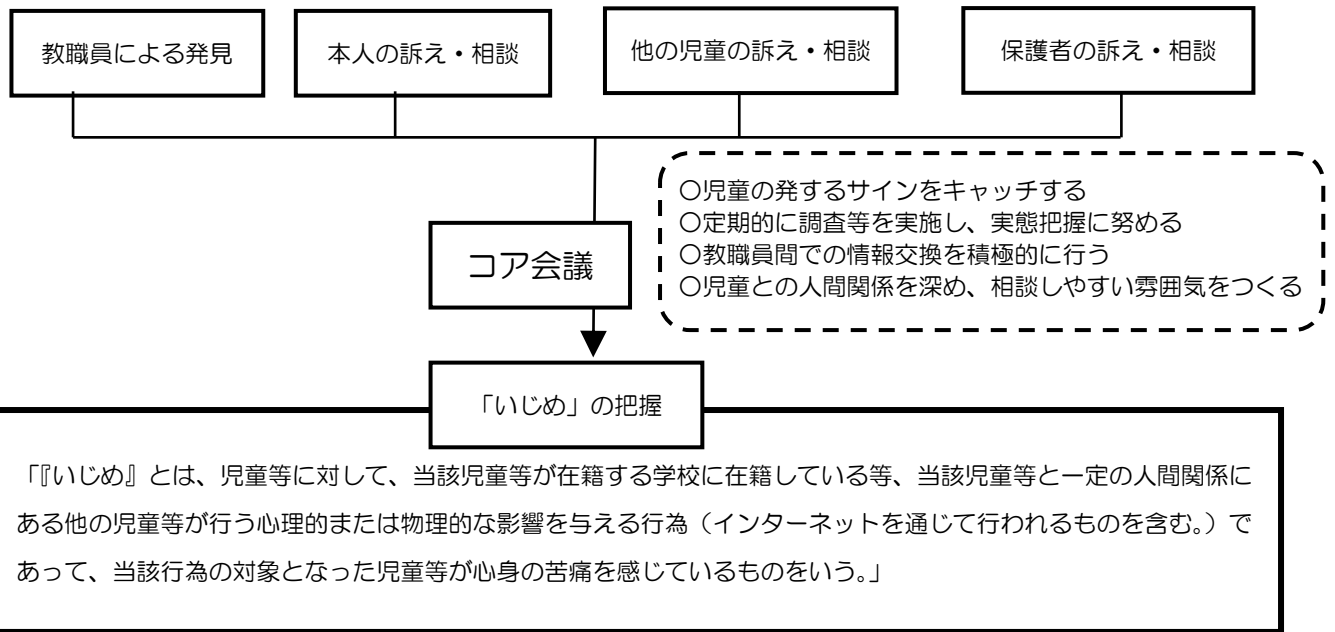 教職員による発見
本人の訴え・相談
他の児童の訴え・相談
保護者の訴え・相談
〇児童の発するサインをキャッチする
〇定期的に調査等を実施し、実態把握に努める
〇教職員間での情報交換を積極的に行う
〇児童との人間関係を深め、相談しやすい雰囲気をつくる
コア会議
「いじめ」の把握
「『いじめ』とは、児童等に対して、当該児童等が在籍する学校に在籍している等、当該児童等と一定の人間関係に
ある他の児童等が行う心理的または物理的な影響を与える行為（インターネットを通じて行われるものを含む。）で
あって、当該行為の対象となった児童等が心身の苦痛を感じているものをいう。」